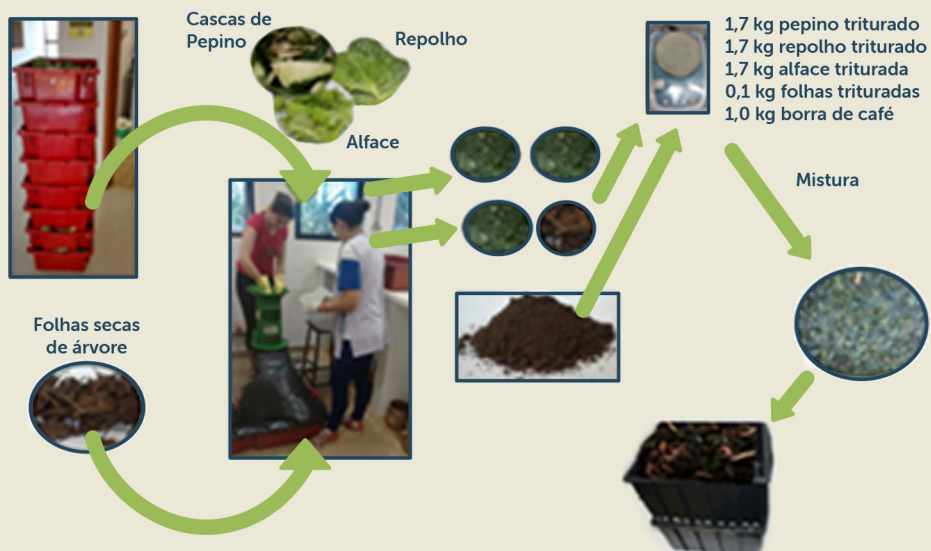 Cascas de
Pepino
Repolho
Alface
1,7 kg pepino triturado
1,7 kg repolho triturado
1,7 kg alface triturada
0,1 kg folhas trituradas
1,0 kg borra de café
Mistura
Folhas secas
de árvore